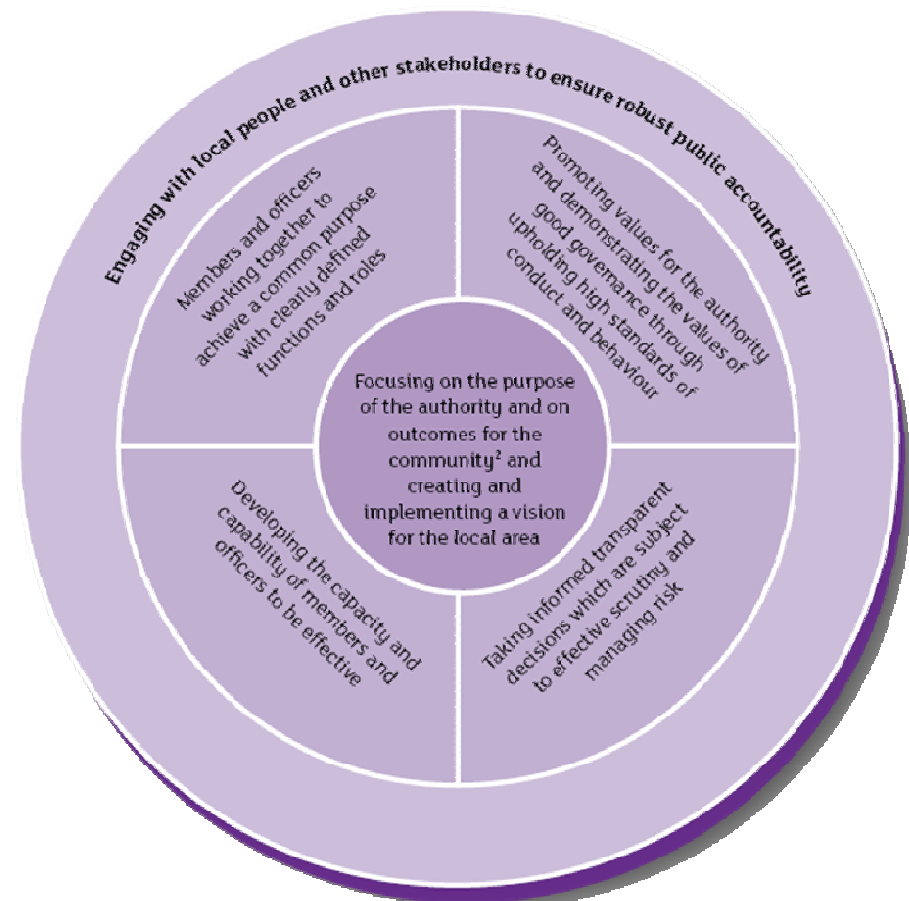 Engaging with local people and other stakeholders to ensure robust public accountability
Members and officers
working together to
achieve a common purpose
with clearly defined
functions and roles
Promoting values for the authority
and demonstrating the values of
good governance through
upholding high standards of
conduct and behaviour
Focusing on the purpose
of the authority and on
outcomes for the
community² and
creating and
implementing a vision
for the local area
Developing the capacity and
capability of members and
officers to be effective
Taking informed transparent
decisions which are subject
to effective scrutiny and
managing risk